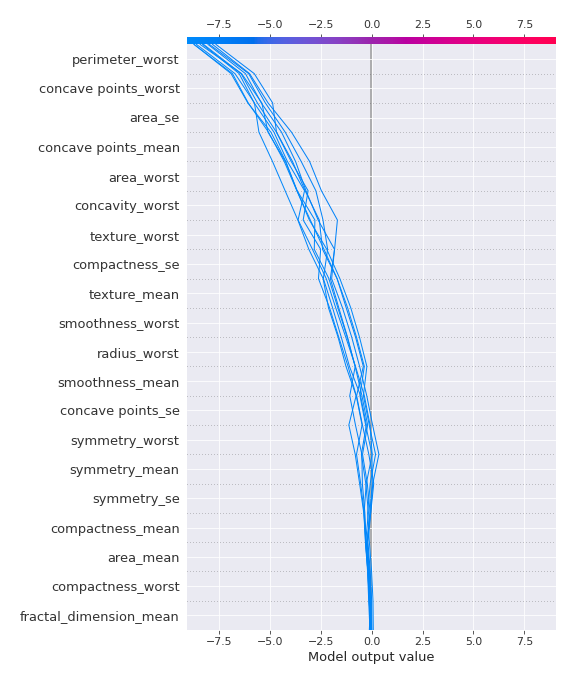 −7.5 −5.0 −2.5 0.0 2.5 5.0 7.5
perimeter_worst
concave points_worst
area_se
concave points_mean
area_worst
concavity_worst
texture_worst
compactness_se
texture_mean
smoothness_worst
radius_worst
smoothness_mean
concave points_se
symmetry_worst
symmetry_mean
symmetry_se
compactness_mean
area_mean
compactness_worst
fractal_dimension_mean
−7.5 −5.0 −2.5 0.0 2.5 5.0 7.5
Model output value